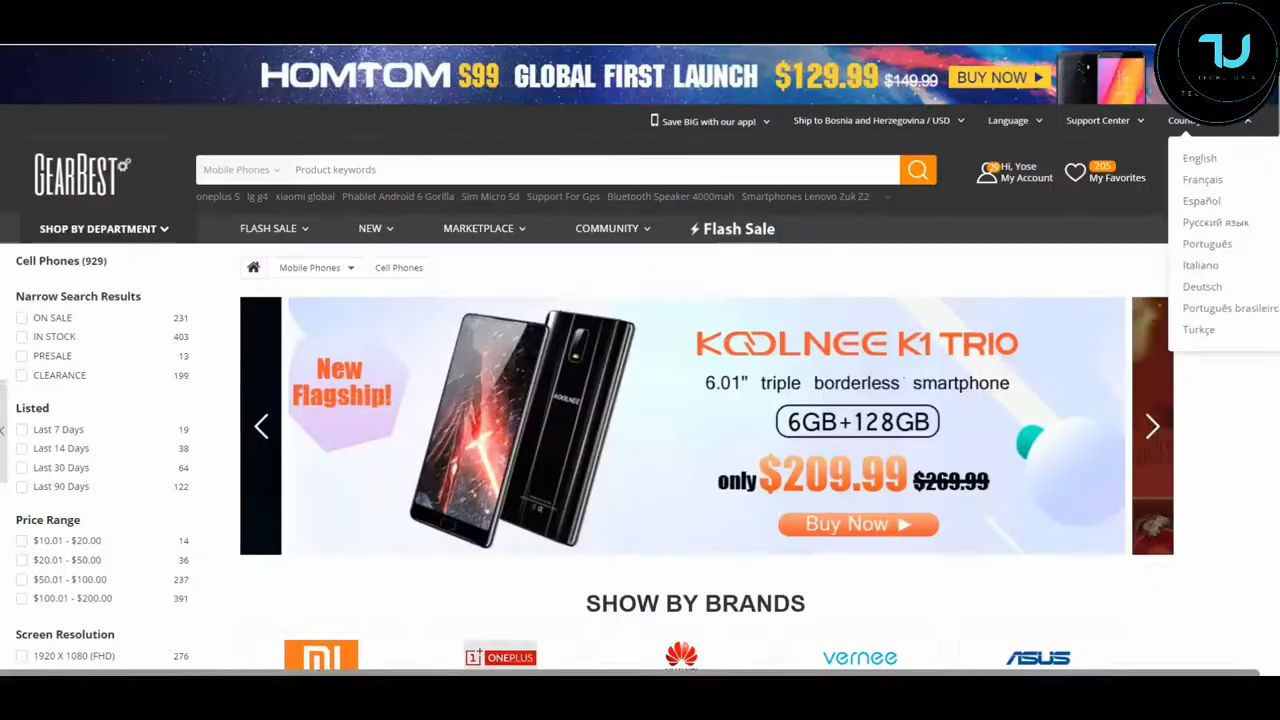 HOMTOM S99 GLOBAL FIRST LAUNCH $129.99 $149.99 BUY NOW
Save BIG with our app! Ship to Bosnia and Herzegovina / USD Language Support Center
GEARBEST
Mobile Phones Product keywords
Hi, Yose
My Account
205
My Favorites
oneplus 5 lg g4 xiaomi global Phablet Android 6 Gorilla Sim Micro Sd Support For Gps Bluetooth Speaker 4000mah Smartphones Lenovo Zuk Z2
SHOP BY DEPARTMENT FLASH SALE NEW MARKETPLACE COMMUNITY Flash Sale
English
Français
Español
Русский язык
Português
Italiano
Deutsch
Português brasileiro
Turkçe
Cell Phones (929)
Mobile Phones Cell Phones
Narrow Search Results
ON SALE 231
IN STOCK 403
PRESALE 13
CLEARANCE 199
Listed
Last 7 Days 19
Last 14 Days 38
Last 30 Days 64
Last 90 Days 122
Price Range
$10.01 - $20.00 14
$20.01 - $50.00 36
$50.01 - $100.00 237
$100.01 - $200.00 391
Screen Resolution
1920 X 1080 (FHD) 276
New
Flagship!
KOOLNEE
KOOLNEE K1 TRIO
6.01" triple borderless smartphone
6GB+128GB
only $209.99 $269.99
Buy Now
SHOW BY BRANDS
MI ONEPLUS HUAWEI vernee ASUS